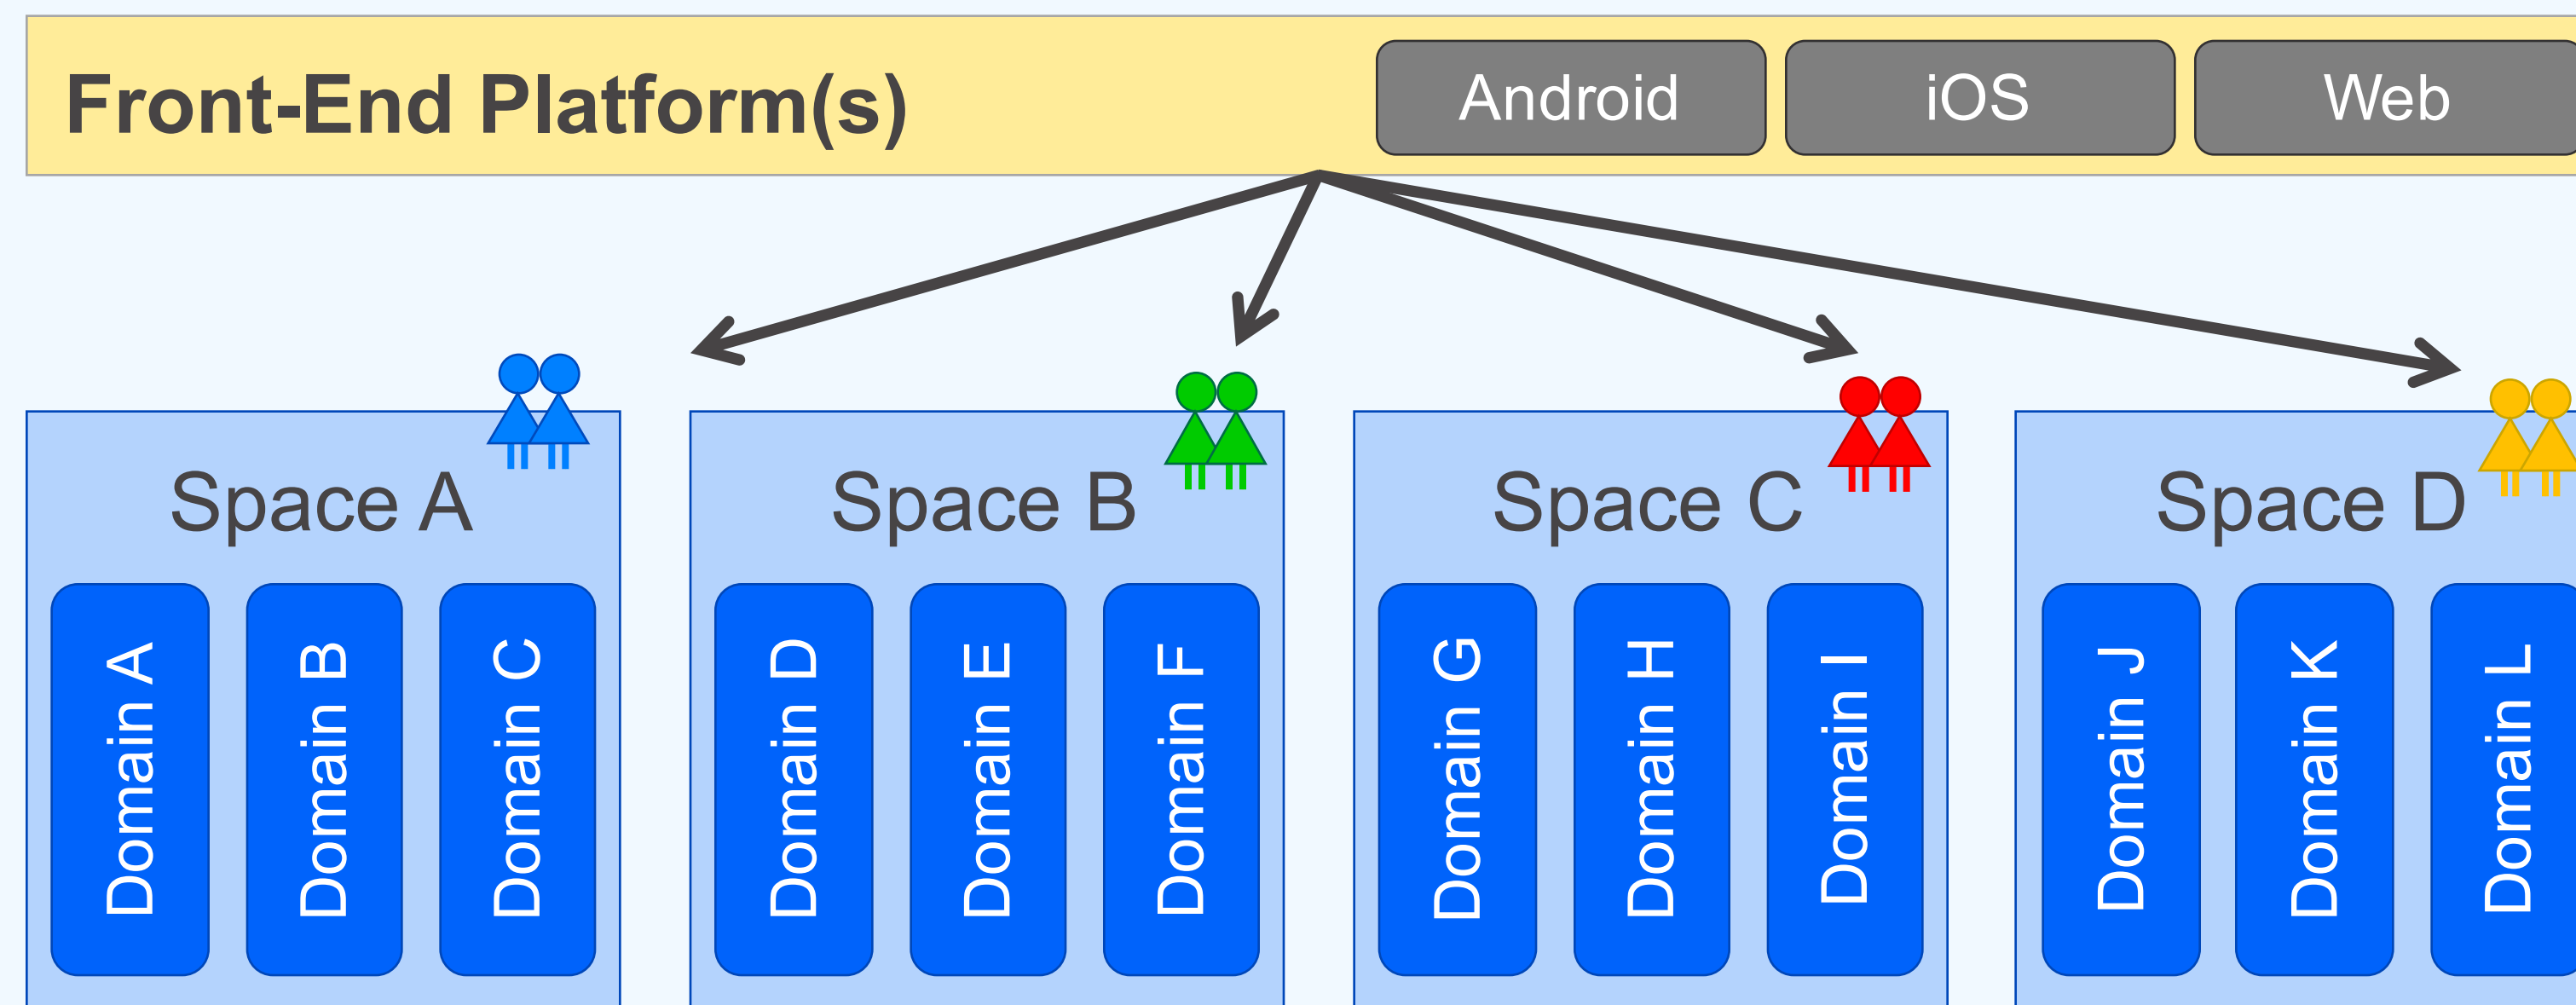 Front-End Platform(s)
Android
iOS
Web
Space A
Space B
Space C
Space D
Domain A
Domain B
Domain C
Domain D
Domain E
Domain F
Domain G
Domain H
Domain I
Domain J
Domain K
Domain L